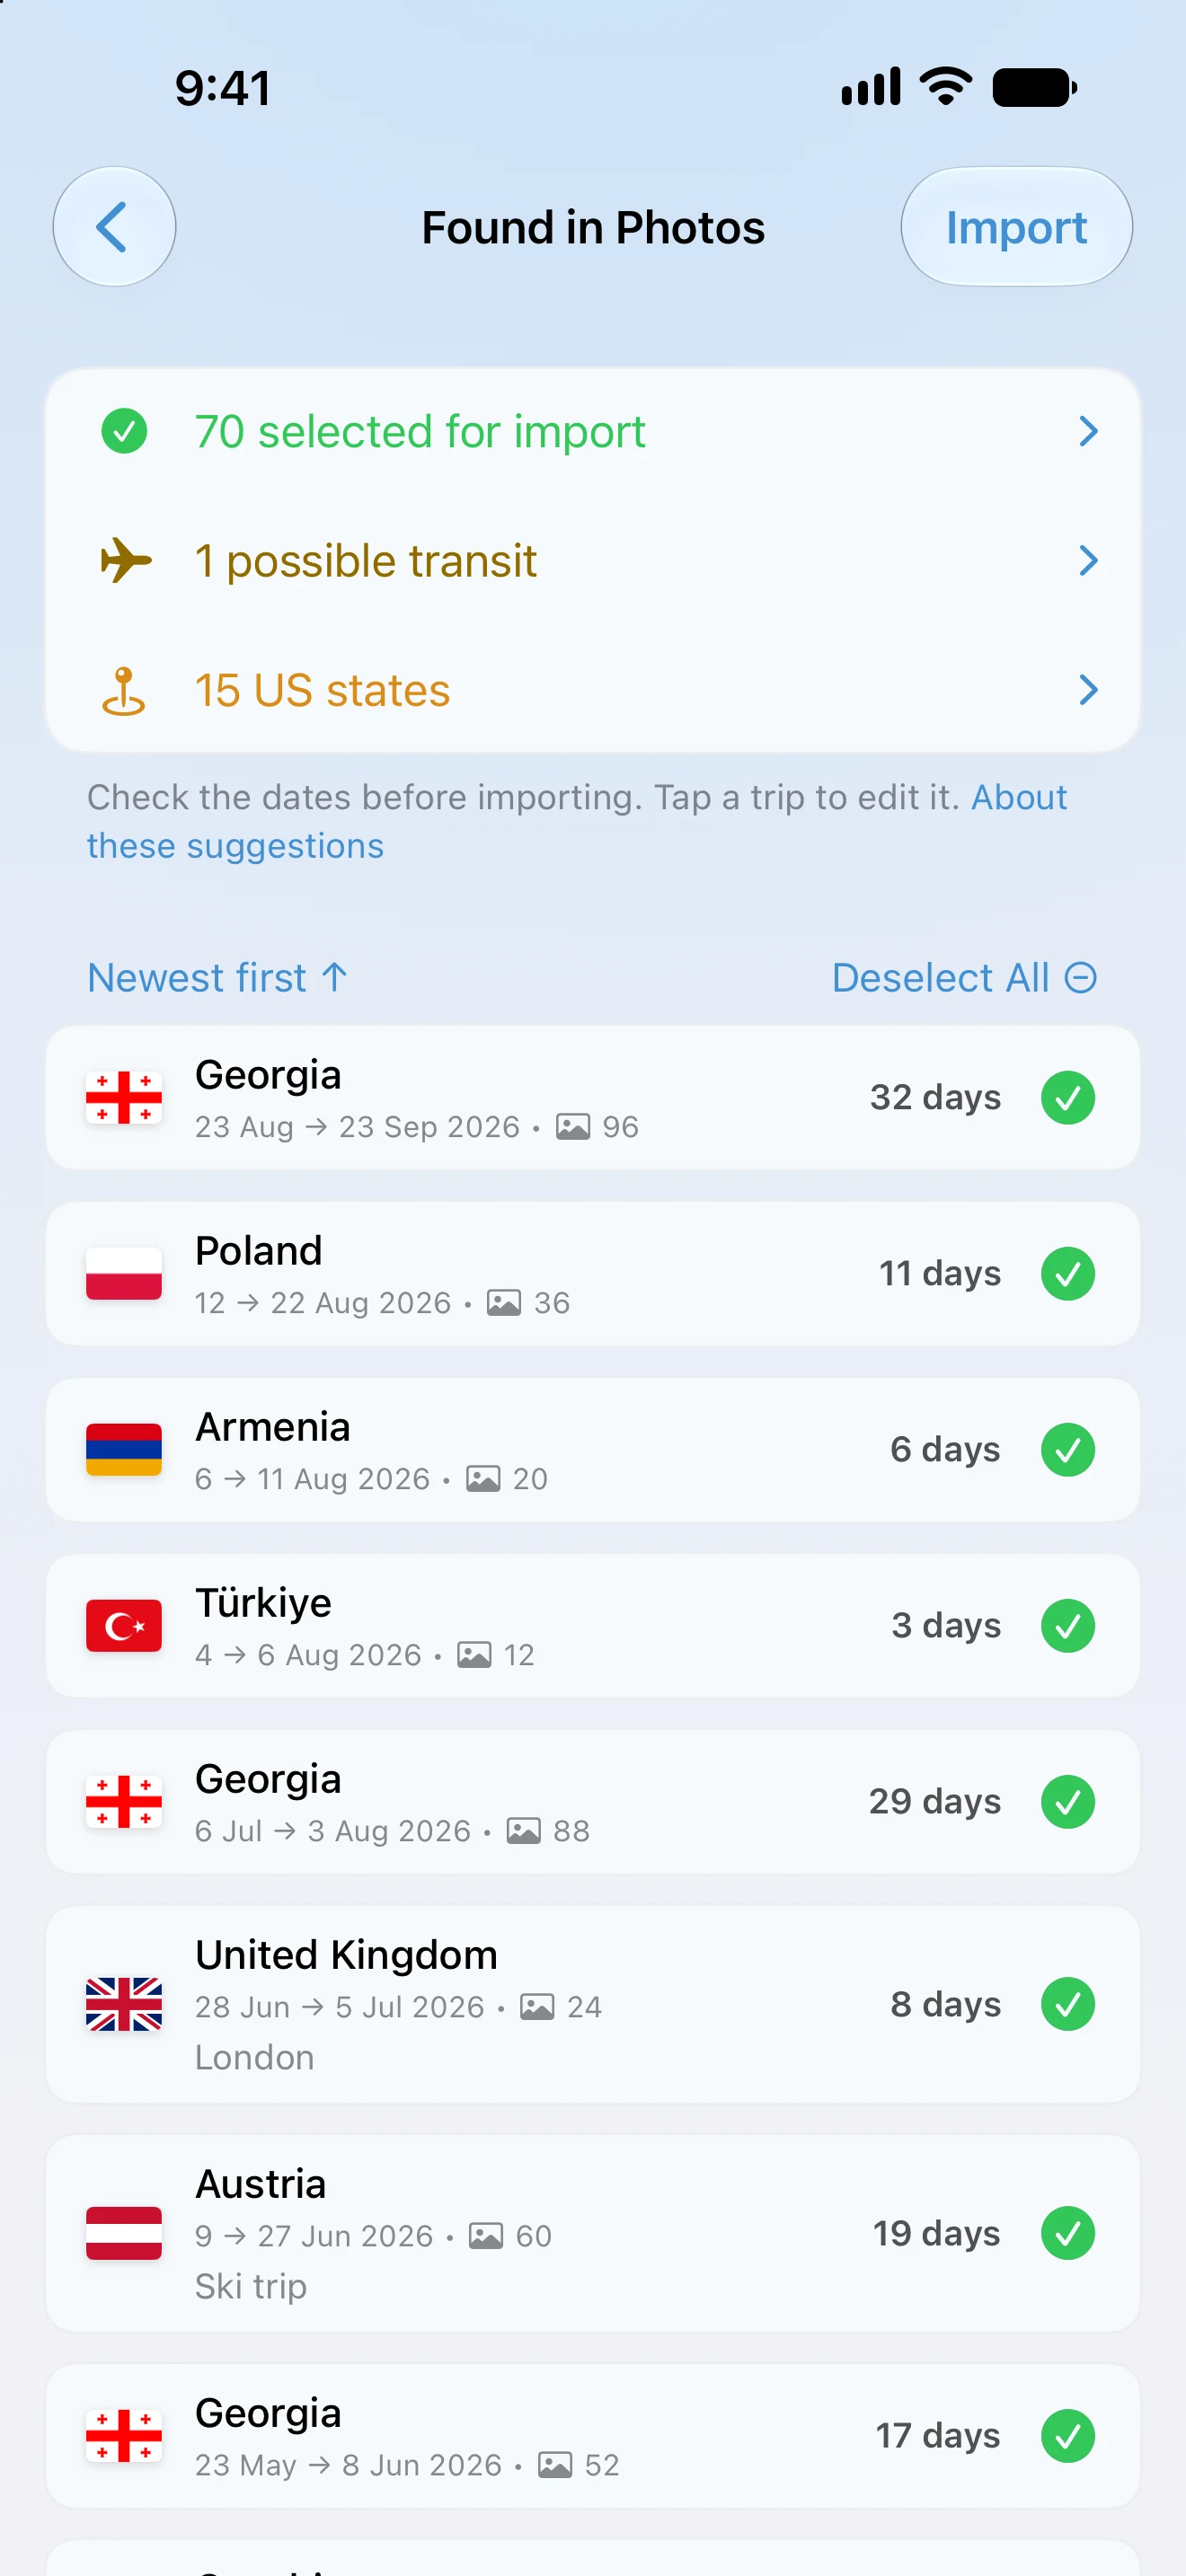 9:41
Found in Photos
Import
70 selected for import
1 possible transit
15 US states
Check the dates before importing. Tap a trip to edit it. About
these suggestions
Newest first ↑
Deselect All
Georgia
23 Aug → 23 Sep 2026 • 96
32 days
Poland
12 → 22 Aug 2026 • 36
11 days
Armenia
6 → 11 Aug 2026 • 20
6 days
Türkiye
4 → 6 Aug 2026 • 12
3 days
Georgia
6 Jul → 3 Aug 2026 • 88
29 days
United Kingdom
28 Jun → 5 Jul 2026 • 24
London
8 days
Austria
9 → 27 Jun 2026 • 60
Ski trip
19 days
Georgia
23 May → 8 Jun 2026 • 52
17 days